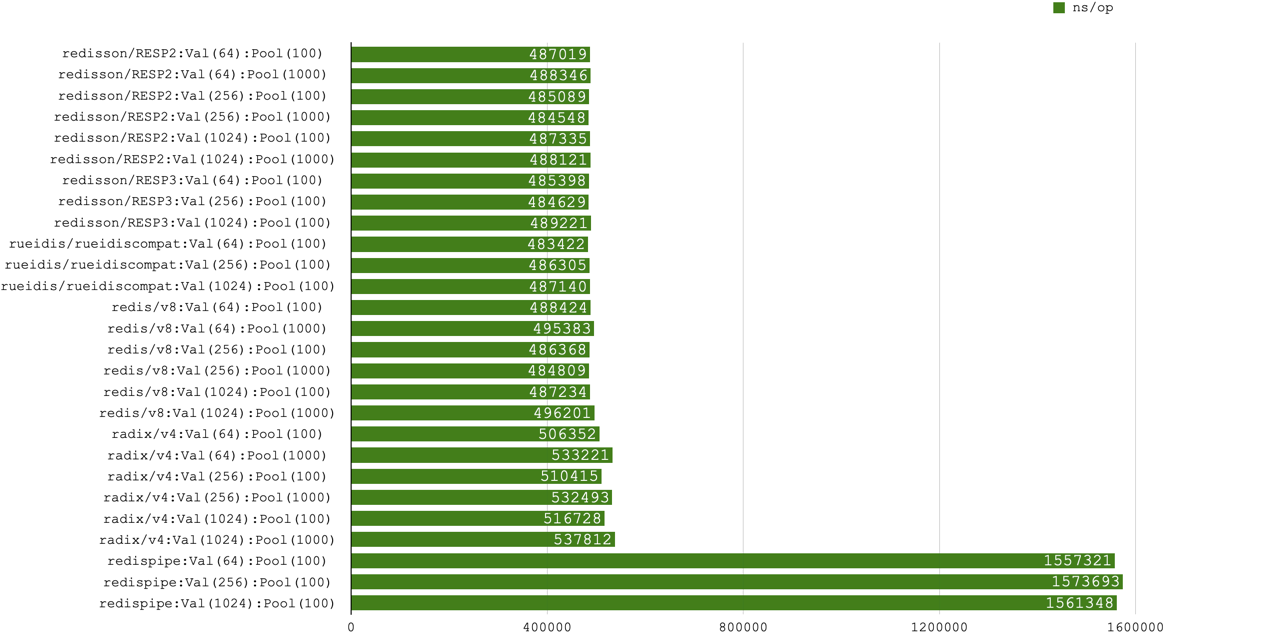 ns/op
redisson/RESP2:Val(64):Pool(100) 487019
redisson/RESP2:Val(64):Pool(1000) 488346
redisson/RESP2:Val(256):Pool(100) 485089
redisson/RESP2:Val(256):Pool(1000) 484548
redisson/RESP2:Val(1024):Pool(100) 487335
redisson/RESP2:Val(1024):Pool(1000) 488121
redisson/RESP3:Val(64):Pool(100) 485398
redisson/RESP3:Val(256):Pool(100) 484629
redisson/RESP3:Val(1024):Pool(100) 489221
rueidis/rueidiscompat:Val(64):Pool(100) 483422
rueidis/rueidiscompat:Val(256):Pool(100) 486305
rueidis/rueidiscompat:Val(1024):Pool(100) 487140
redis/v8:Val(64):Pool(100) 488424
redis/v8:Val(64):Pool(1000) 495383
redis/v8:Val(256):Pool(100) 486368
redis/v8:Val(256):Pool(1000) 484809
redis/v8:Val(1024):Pool(100) 487234
redis/v8:Val(1024):Pool(1000) 496201
radix/v4:Val(64):Pool(100) 506352
radix/v4:Val(64):Pool(1000) 533221
radix/v4:Val(256):Pool(100) 510415
radix/v4:Val(256):Pool(1000) 532493
radix/v4:Val(1024):Pool(100) 516728
radix/v4:Val(1024):Pool(1000) 537812
redispipe:Val(64):Pool(100) 1557321
redispipe:Val(256):Pool(100) 1573693
redispipe:Val(1024):Pool(100) 1561348
0 400000 800000 1200000 1600000